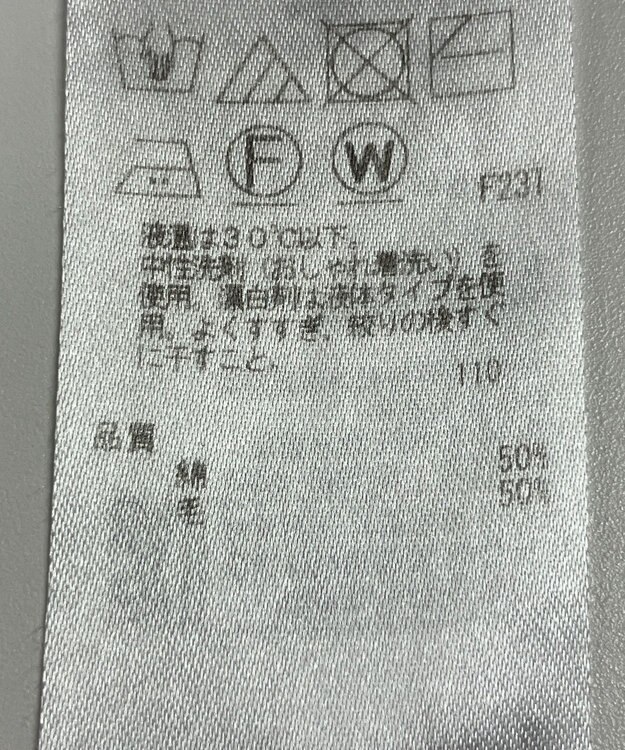 F W F231
液温は30℃以下。
中性洗剤(おしゃれ着洗い)を
使用。漂白剤は液体タイプを使
用。よくすすぎ、絞りの後すぐ
に干すこと。
110
品質
綿 50%
毛 50%